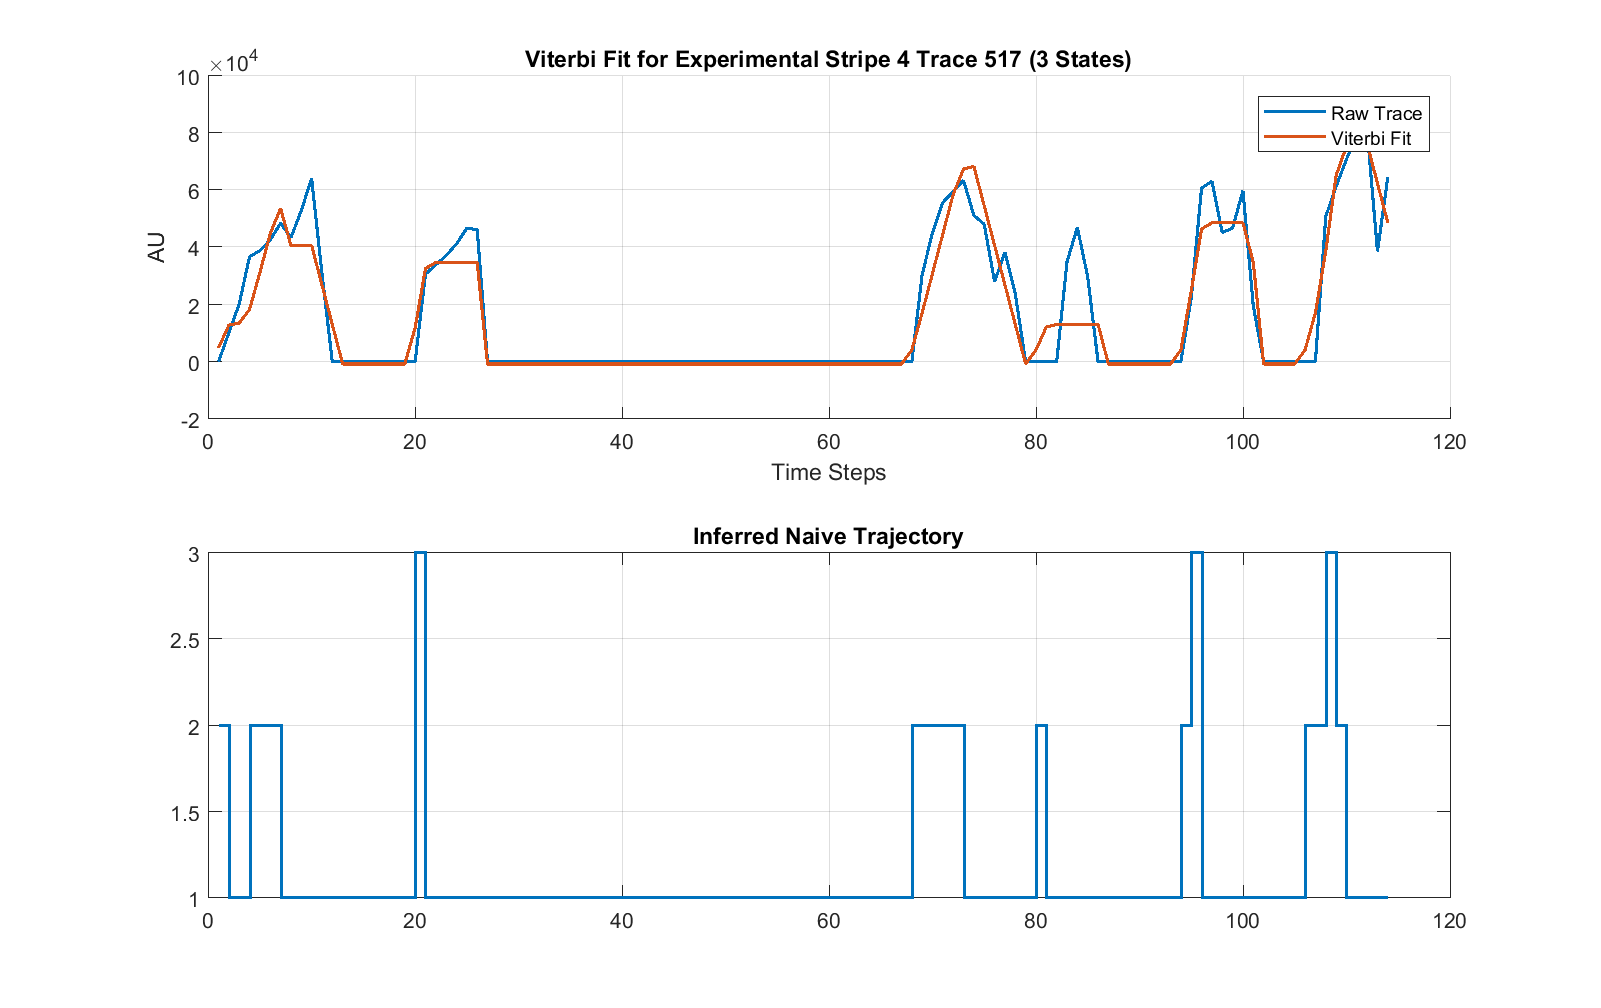 Viterbi Fit for Experimental Stripe 4 Trace 517 (3 States)
×10⁴
10
8
6
4
2
0
-2
AU
Raw Trace
Viterbi Fit
0 20 40 60 80 100 120
Time Steps
Inferred Naive Trajectory
3
2.5
2
1.5
1
0 20 40 60 80 100 120